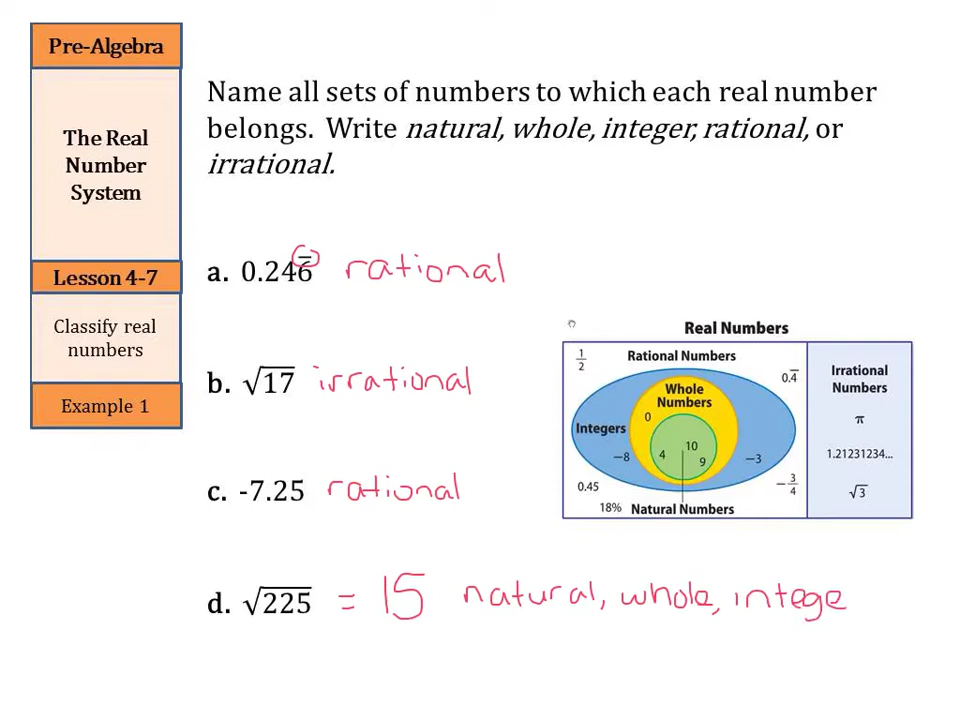 Pre-Algebra
The Real
Number
System
Lesson 4-7
Classify real
numbers
Example 1
Name all sets of numbers to which each real number
belongs. Write natural, whole, integer, rational, or
irrational.
a. 0.246̅ rational
b. √17 irrational
c. -7.25 rational
d. √225 = 15 natural, whole, intege
Real Numbers
1/2
Rational Numbers
0.4̅
Whole
Numbers
0
Integers
10
-8
4
9
-3
0.45
-3/4
18%
Natural Numbers
Irrational
Numbers
π
1.21231234...
√3